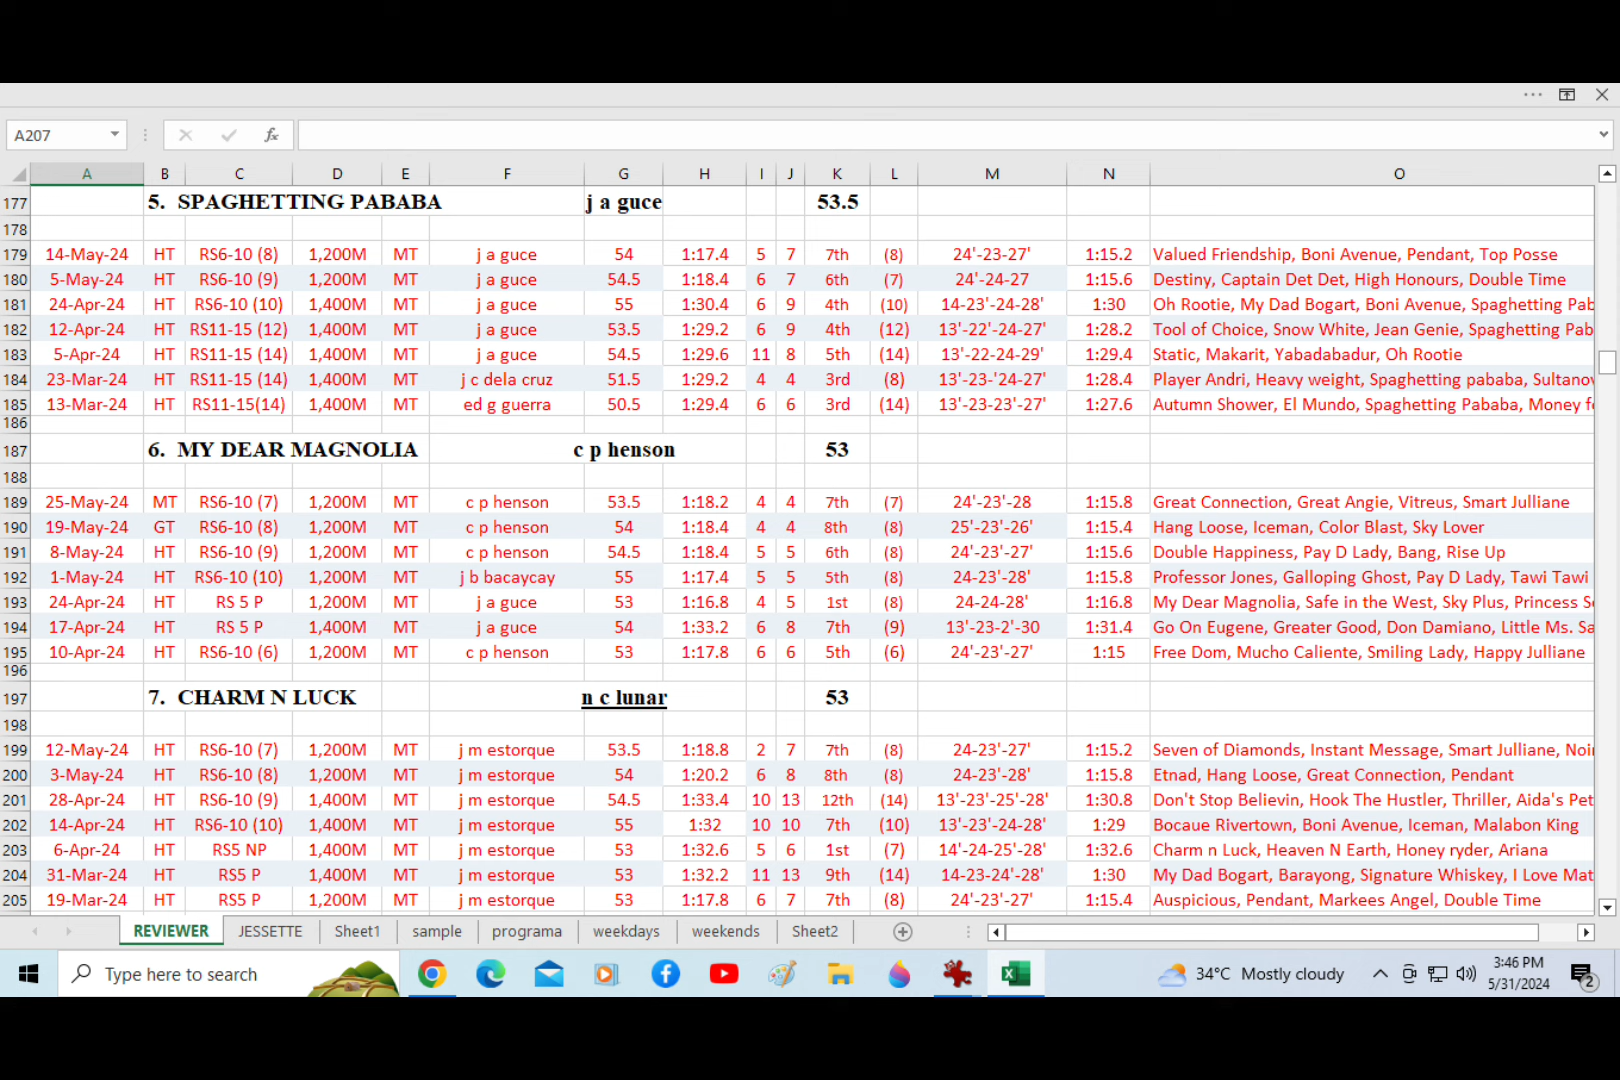 A207
fx
A B C D E F G H I J K L M N O
177 5. SPAGHETTING PABABA j a guce 53.5
178
179 14-May-24 HT RS6-10 (8) 1,200M MT j a guce 54 1:17.4 5 7 7th (8) 24'-23-27' 1:15.2 Valued Friendship, Boni Avenue, Pendant, Top Posse
180 5-May-24 HT RS6-10 (9) 1,200M MT j a guce 54.5 1:18.4 6 7 6th (7) 24'-24-27 1:15.6 Destiny, Captain Det Det, High Honours, Double Time
181 24-Apr-24 HT RS6-10 (10) 1,400M MT j a guce 55 1:30.4 6 9 4th (10) 14-23'-24-28' 1:30 Oh Rootie, My Dad Bogart, Boni Avenue, Spaghetting Pab
182 12-Apr-24 HT RS11-15 (12) 1,400M MT j a guce 53.5 1:29.2 6 9 4th (12) 13'-22'-24-27' 1:28.2 Tool of Choice, Snow White, Jean Genie, Spaghetting Pab
183 5-Apr-24 HT RS11-15 (14) 1,400M MT j a guce 54.5 1:29.6 11 8 5th (14) 13'-22-24-29' 1:29.4 Static, Makarit, Yabadabadur, Oh Rootie
184 23-Mar-24 HT RS11-15 (14) 1,400M MT j c dela cruz 51.5 1:29.2 4 4 3rd (8) 13'-23-'24-27' 1:28.4 Player Andri, Heavy weight, Spaghetting pababa, Sultanov
185 13-Mar-24 HT RS11-15(14) 1,400M MT ed g guerra 50.5 1:29.4 6 6 3rd (14) 13'-23-23'-27' 1:27.6 Autumn Shower, El Mundo, Spaghetting Pababa, Money f
186
187 6. MY DEAR MAGNOLIA c p henson 53
188
189 25-May-24 MT RS6-10 (7) 1,200M MT c p henson 53.5 1:18.2 4 4 7th (7) 24'-23'-28 1:15.8 Great Connection, Great Angie, Vitreus, Smart Julliane
190 19-May-24 GT RS6-10 (8) 1,200M MT c p henson 54 1:18.4 4 4 8th (8) 25'-23'-26' 1:15.4 Hang Loose, Iceman, Color Blast, Sky Lover
191 8-May-24 HT RS6-10 (9) 1,200M MT c p henson 54.5 1:18.4 5 5 6th (8) 24'-23'-27' 1:15.6 Double Happiness, Pay D Lady, Bang, Rise Up
192 1-May-24 HT RS6-10 (10) 1,200M MT j b bacaycay 55 1:17.4 5 5 5th (8) 24-23'-28' 1:15.8 Professor Jones, Galloping Ghost, Pay D Lady, Tawi Tawi
193 24-Apr-24 HT RS 5 P 1,200M MT j a guce 53 1:16.8 4 5 1st (8) 24-24-28' 1:16.8 My Dear Magnolia, Safe in the West, Sky Plus, Princess S
194 17-Apr-24 HT RS 5 P 1,400M MT j a guce 54 1:33.2 6 8 7th (9) 13'-23-2'-30 1:31.4 Go On Eugene, Greater Good, Don Damiano, Little Ms. Sa
195 10-Apr-24 HT RS6-10 (6) 1,200M MT c p henson 53 1:17.8 6 6 5th (6) 24'-23'-27' 1:15 Free Dom, Mucho Caliente, Smiling Lady, Happy Julliane
196
197 7. CHARM N LUCK n c lunar 53
198
199 12-May-24 HT RS6-10 (7) 1,200M MT j m estorque 53.5 1:18.8 2 7 7th (8) 24-23'-27' 1:15.2 Seven of Diamonds, Instant Message, Smart Julliane, Noi
200 3-May-24 HT RS6-10 (8) 1,200M MT j m estorque 54 1:20.2 6 8 8th (8) 24-23'-28' 1:15.8 Etnad, Hang Loose, Great Connection, Pendant
201 28-Apr-24 HT RS6-10 (9) 1,400M MT j m estorque 54.5 1:33.4 10 13 12th (14) 13'-23'-25'-28' 1:30.8 Don't Stop Believin, Hook The Hustler, Thriller, Aida's Pet
202 14-Apr-24 HT RS6-10 (10) 1,400M MT j m estorque 55 1:32 10 10 7th (10) 13'-23'-24-28' 1:29 Bocaue Rivertown, Boni Avenue, Iceman, Malabon King
203 6-Apr-24 HT RS5 NP 1,400M MT j m estorque 53 1:32.6 5 6 1st (7) 14'-24-25'-28' 1:32.6 Charm n Luck, Heaven N Earth, Honey ryder, Ariana
204 31-Mar-24 HT RS5 P 1,400M MT j m estorque 53 1:32.2 11 13 9th (14) 14-23-24'-28' 1:30 My Dad Bogart, Barayong, Signature Whiskey, I Love Mat
205 19-Mar-24 HT RS5 P 1,200M MT j m estorque 53 1:17.8 6 7 7th (8) 24'-23'-27' 1:15.4 Auspicious, Pendant, Markees Angel, Double Time
REVIEWER JESSETTE Sheet1 sample programa weekdays weekends Sheet2
Type here to search 34°C Mostly cloudy 3:46 PM
5/31/2024 2